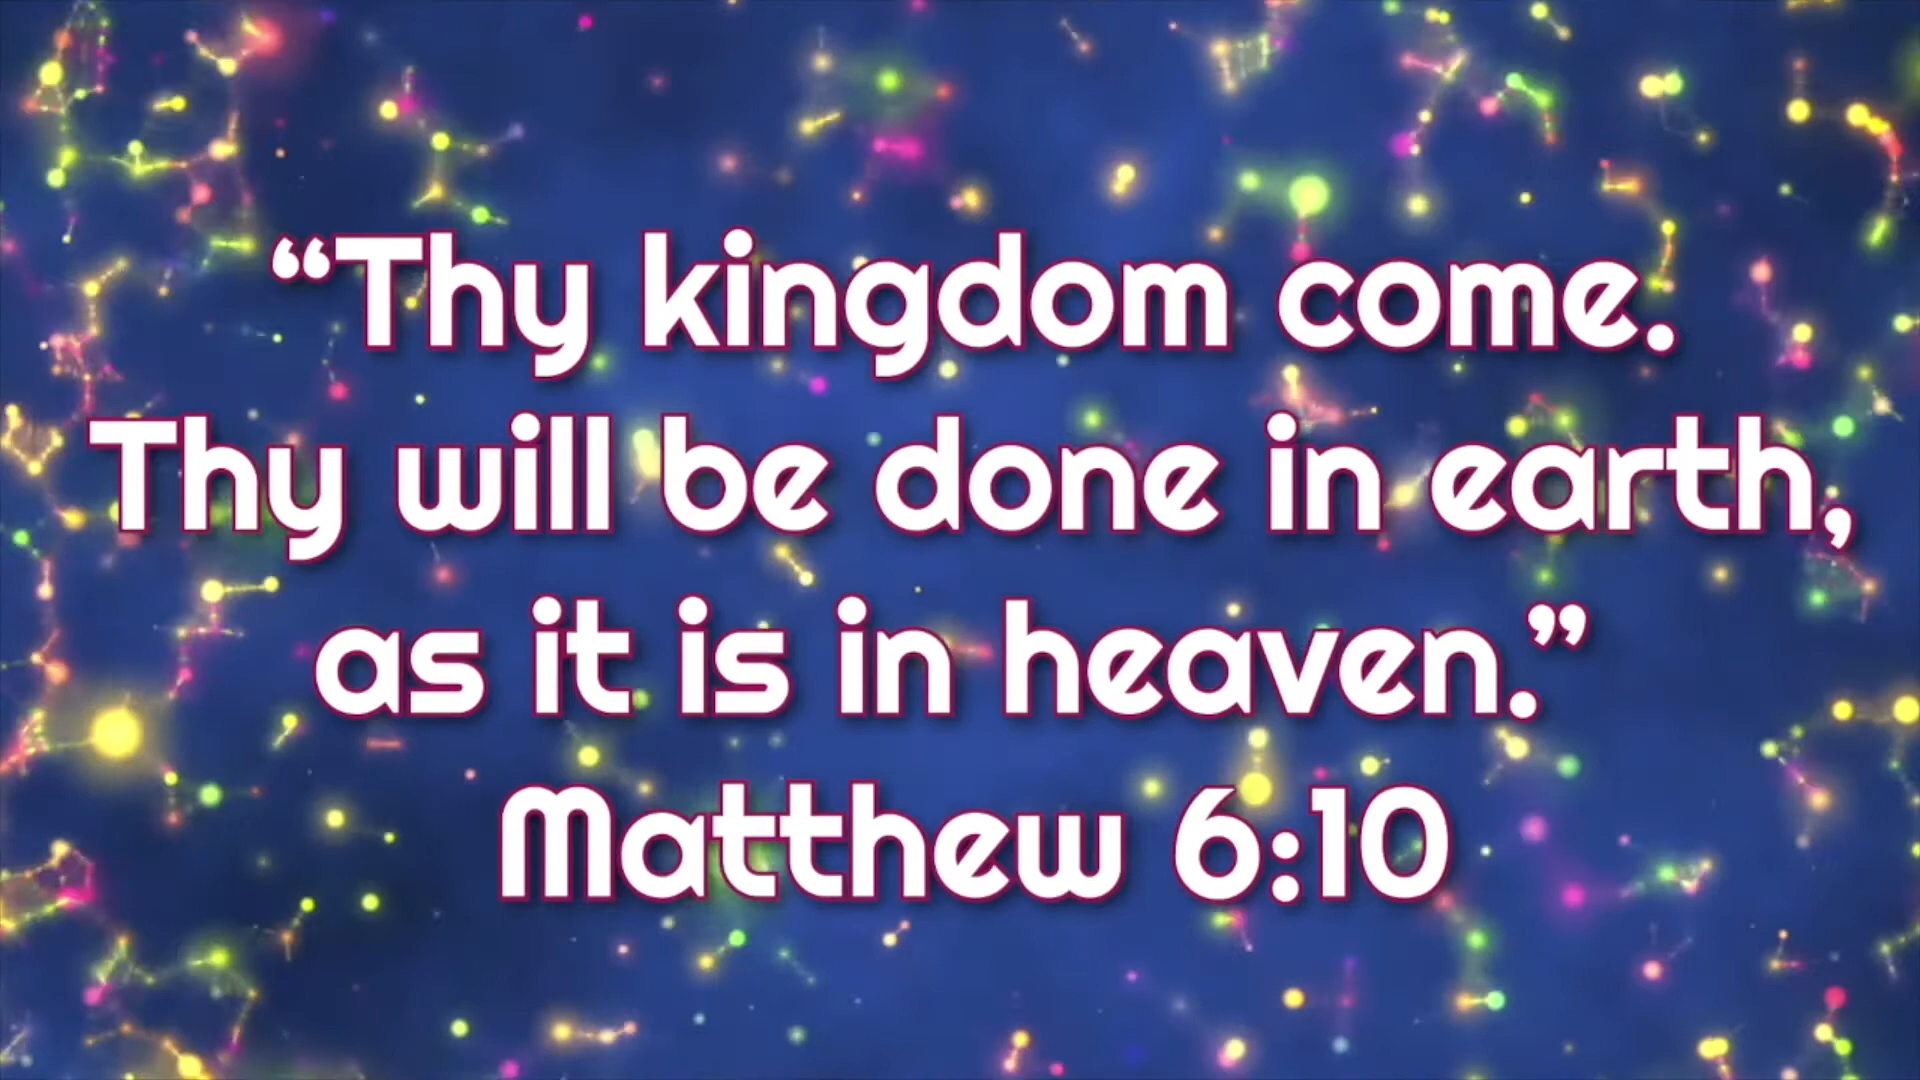 “Thy kingdom come.
Thy will be done in earth,
as it is in heaven.”
Matthew 6:10